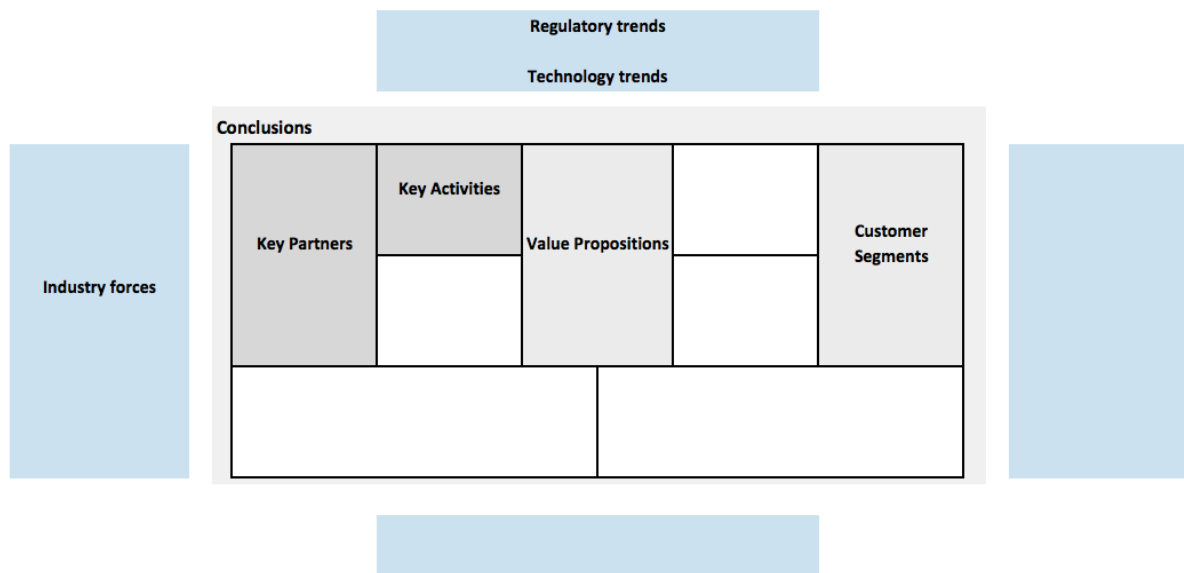 Regulatory trends
Technology trends
Conclusions
Key Partners
Key Activities
Value Propositions
Customer
Segments
Industry forces